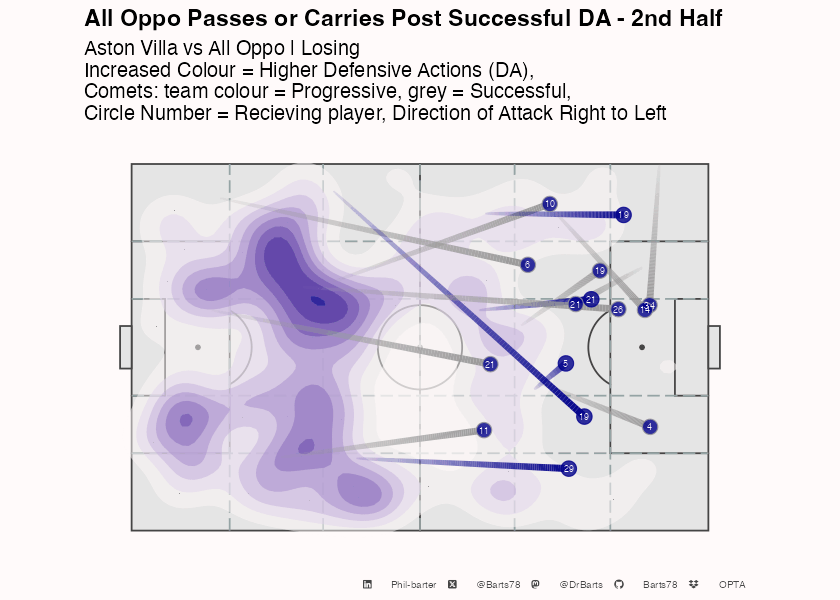 All Oppo Passes or Carries Post Successful DA - 2nd Half
Aston Villa vs All Oppo | Losing
Increased Colour = Higher Defensive Actions (DA),
Comets: team colour = Progressive, grey = Successful,
Circle Number = Recieving player, Direction of Attack Right to Left
10
19
6
19
21
21
26
34
21
5
19
4
11
29
Phil-barter @Barts78 @DrBarts Barts78 OPTA